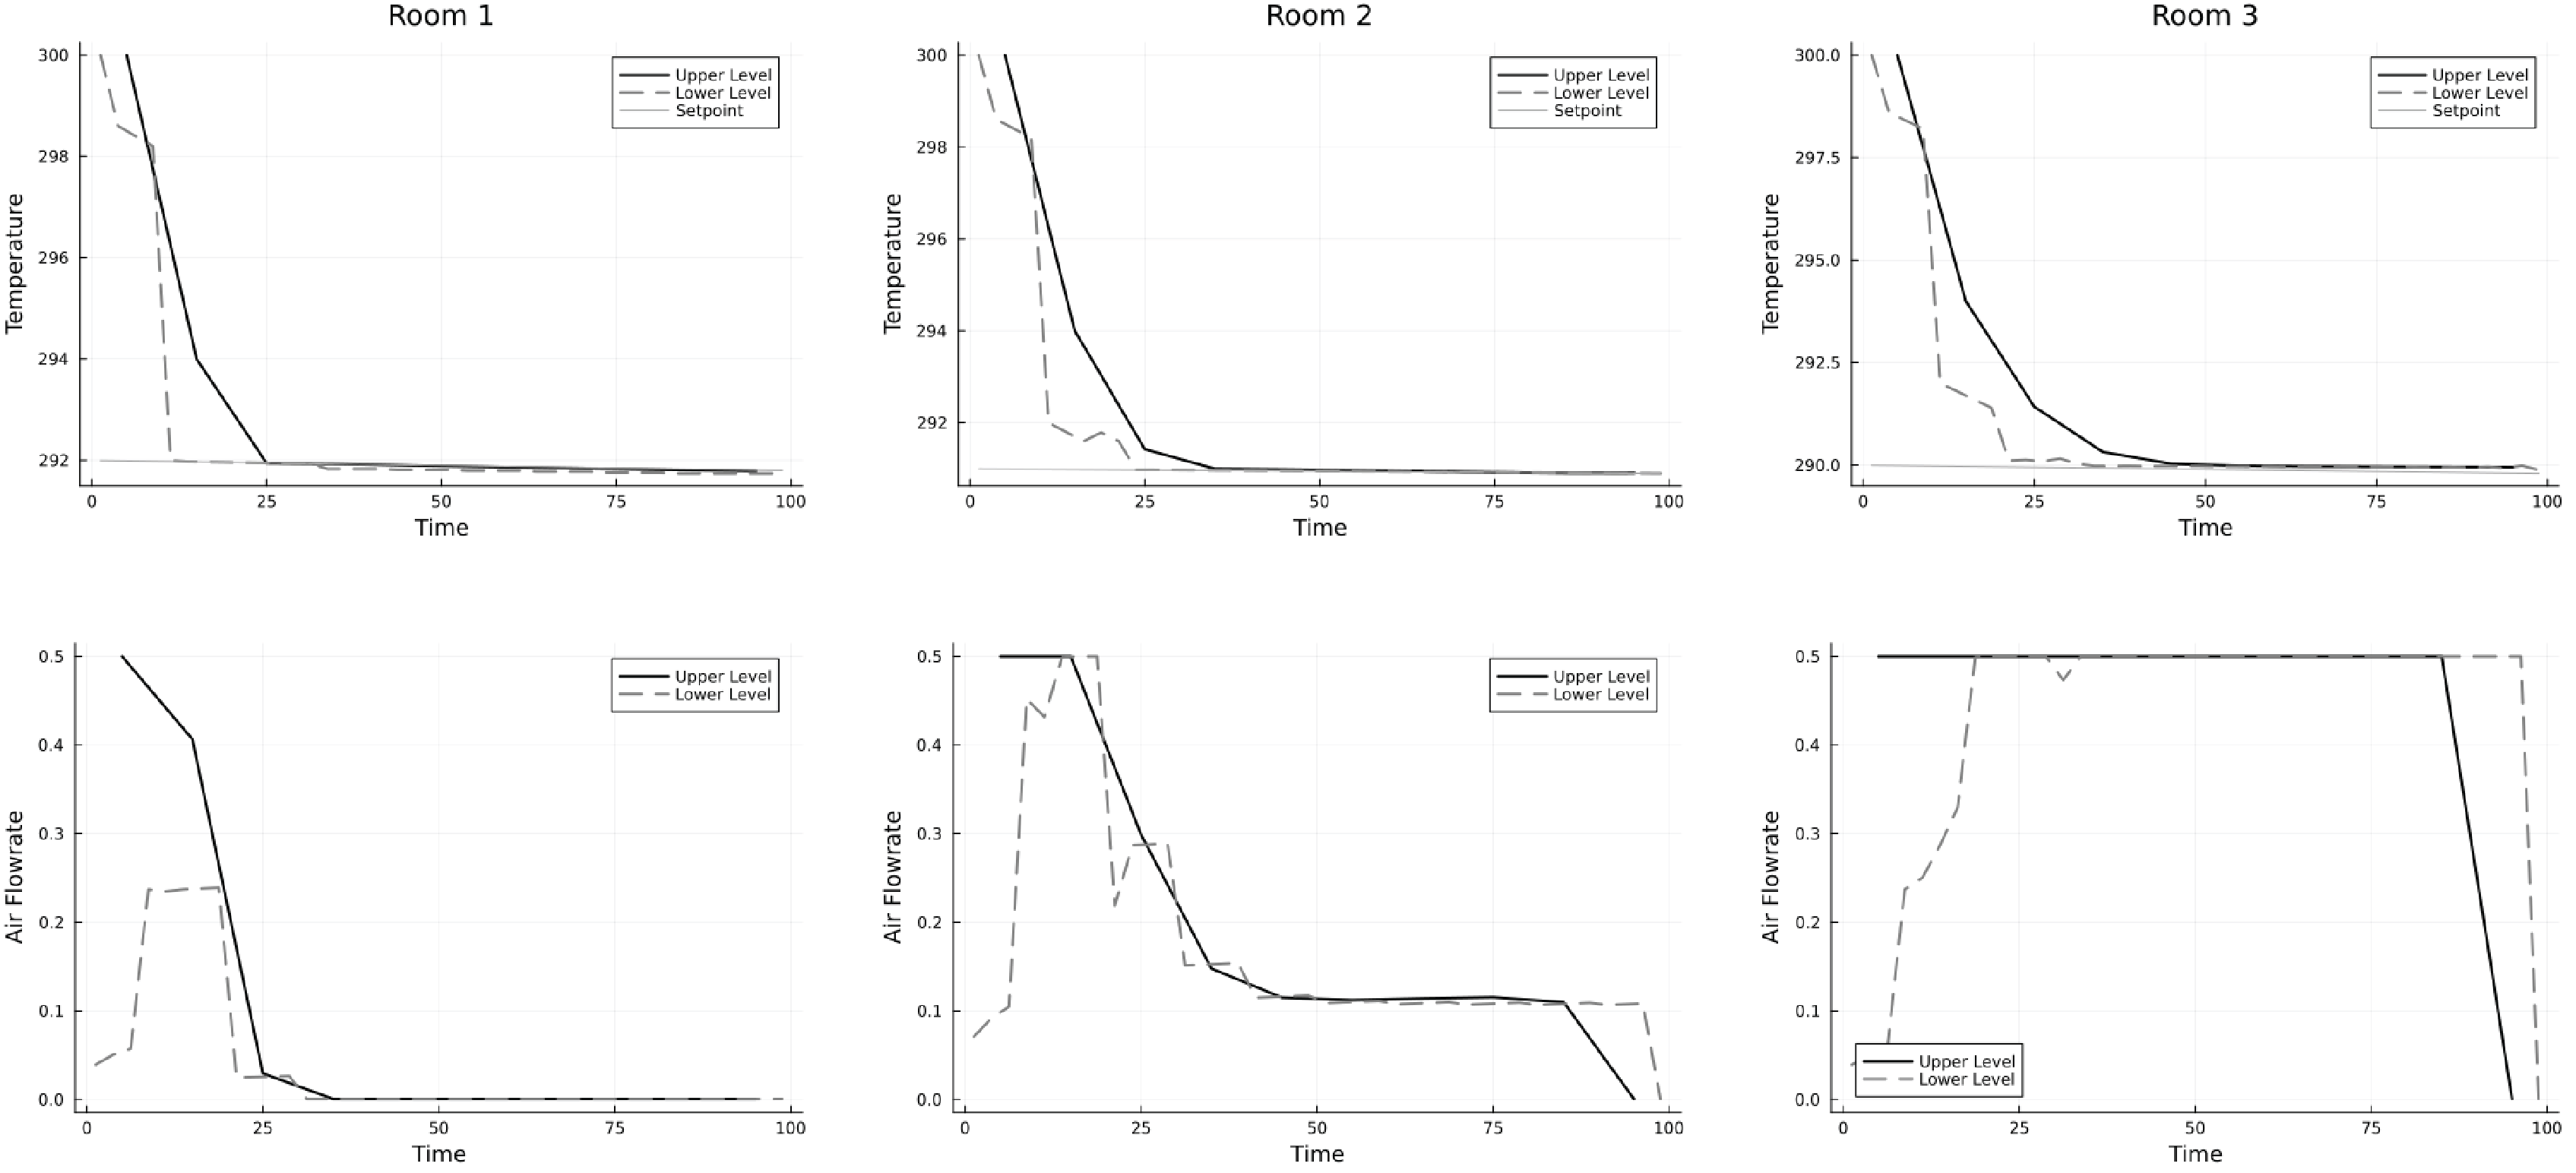 Room 1
Room 2
Room 3
Temperature
300
298
296
294
292
0
25
50
75
100
Time
Upper Level
Lower Level
Setpoint
Temperature
300
298
296
294
292
0
25
50
75
100
Time
Upper Level
Lower Level
Setpoint
Temperature
300.0
297.5
295.0
292.5
290.0
0
25
50
75
100
Time
Upper Level
Lower Level
Setpoint
Air Flowrate
0.5
0.4
0.3
0.2
0.1
0.0
0
25
50
75
100
Time
Upper Level
Lower Level
Air Flowrate
0.5
0.4
0.3
0.2
0.1
0.0
0
25
50
75
100
Time
Upper Level
Lower Level
Air Flowrate
0.5
0.4
0.3
0.2
0.1
0.0
0
25
50
75
100
Time
Upper Level
Lower Level